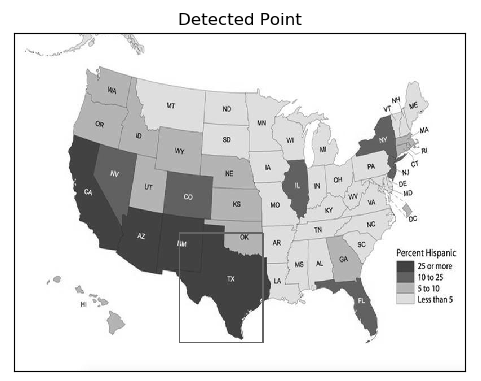 Detected Point
WA
MT
ND
MN
OR
ID
WY
SD
WI
MI
VT
NH
ME
NY
MA
RI
CT
NJ
DE
MD
DC
NV
UT
CO
NE
KS
IA
IL
IN
OH
PA
WV
VA
CA
AZ
NM
OK
MO
KY
TN
NC
SC
TX
AR
LA
MS
AL
GA
FL
HI
Percent Hispanic
25 or more
10 to 25
5 to 10
Less than 5